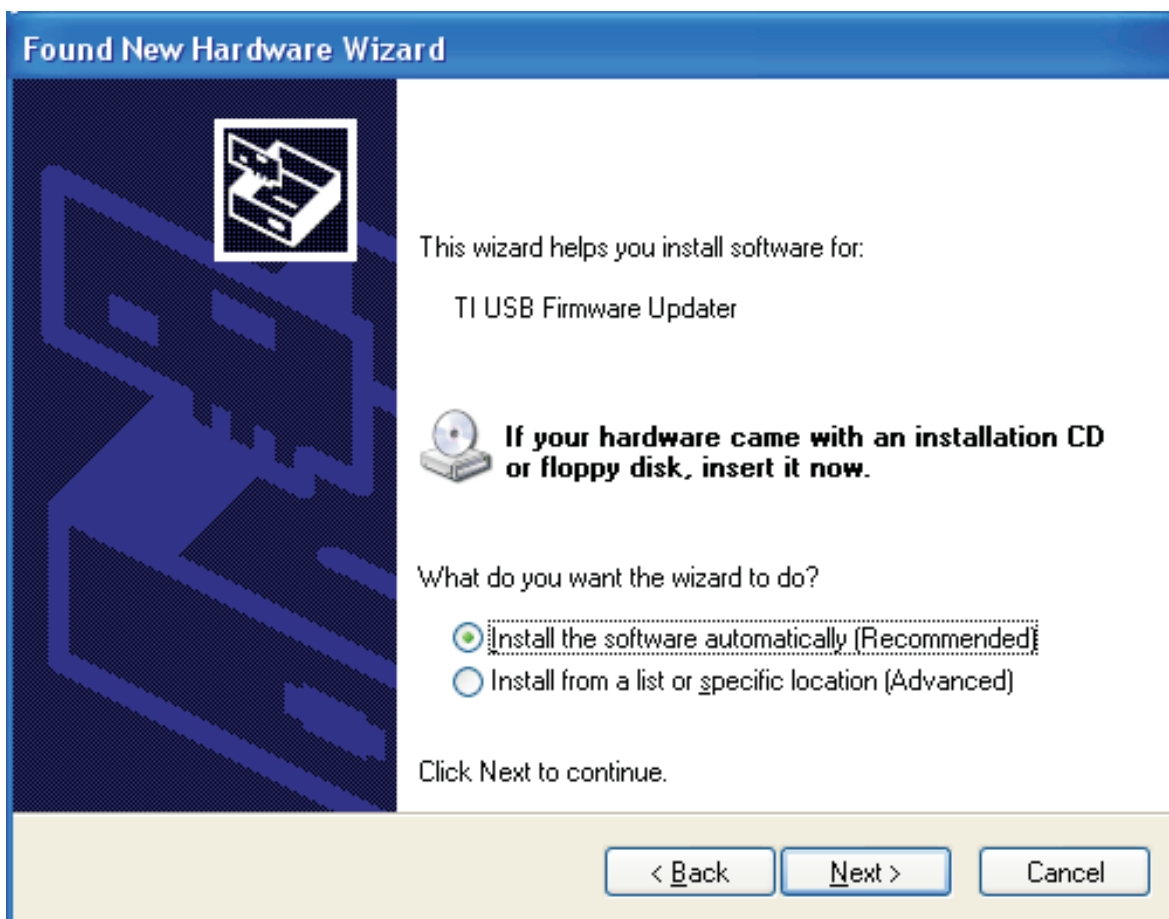 Found New Hardware Wizard
This wizard helps you install software for:
TI USB Firmware Updater
If your hardware came with an installation CD
or floppy disk, insert it now.
What do you want the wizard to do?
Install the software automatically (Recommended)
Install from a list or specific location (Advanced)
Click Next to continue.
< Back Next > Cancel